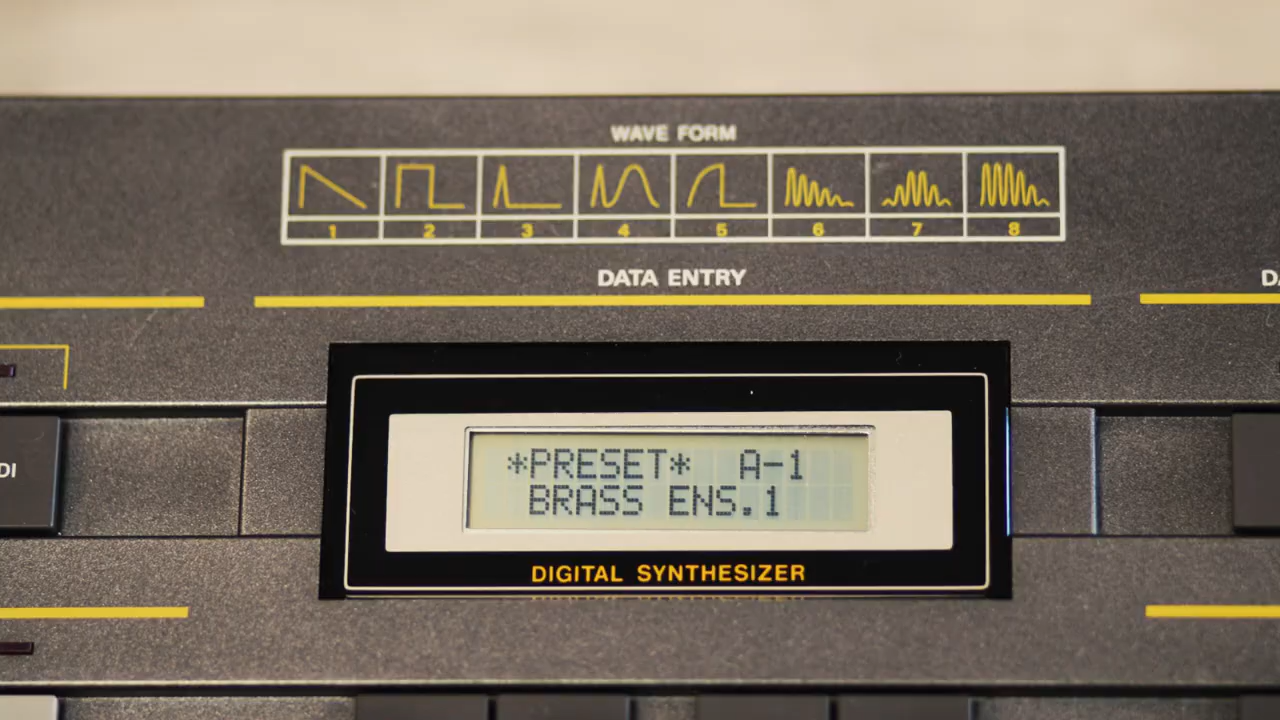 WAVE FORM
1 2 3 4 5 6 7 8
DATA ENTRY
DI
*PRESET* A-1
BRASS ENS.1
DIGITAL SYNTHESIZER